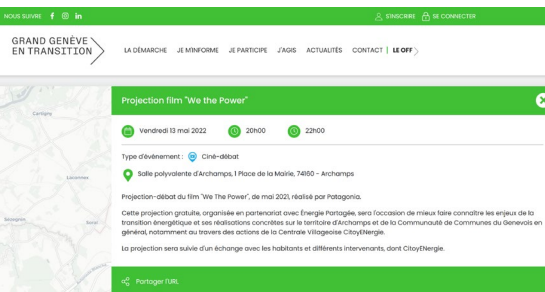 NOUS SUIVRE
S'INSCRIRE SE CONNECTER
GRAND GENÈVE
EN TRANSITION
LA DÉMARCHE JE M'INFORME JE PARTICIPE J'AGIS ACTUALITÉS CONTACT | LE OFF
Projection film "We the Power"
Vendredi 13 mai 2022 20h00 22h00
Type d'évènement : Ciné-débat
Salle polyvalente d'Archamps, 1 Place de la Mairie, 74160 - Archamps
Projection-débat du film "We The Power", de mai 2021, réalisé par Patagonia.
Cette projection gratuite, organisée en partenariat avec Énergie Partagée, sera l'occasion de mieux faire connaître les enjeux de la
transition énergétique et ses réalisations concrètes sur le territoire d'Archamps et de la Communauté de Communes du Genevois en
général, notamment au travers des actions de la Centrale Villageoise CitoyENergie.
La projection sera suivie d'un échange avec les habitants et différents intervenants, dont CitoyENergie.
Partager l'URL
Cartigny
Laconnex